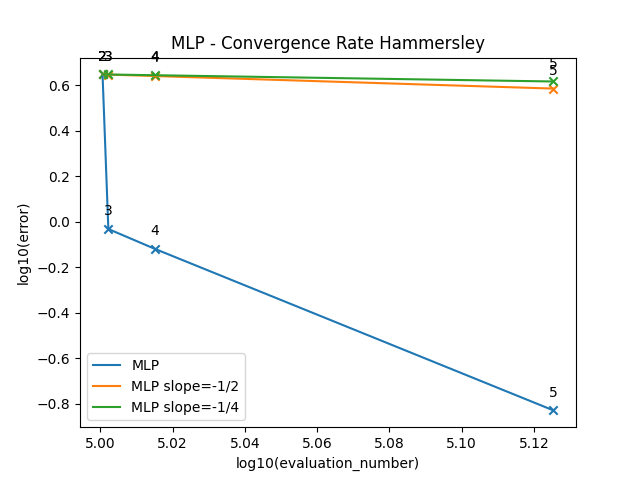 MLP - Convergence Rate Hammersley
2 3 4 5
5
0.6
0.4
0.2
0.0
−0.2
−0.4
−0.6
−0.8
3
4
5
log10(error)
MLP
MLP slope=-1/2
MLP slope=-1/4
5.00 5.02 5.04 5.06 5.08 5.10 5.12
log10(evaluation_number)